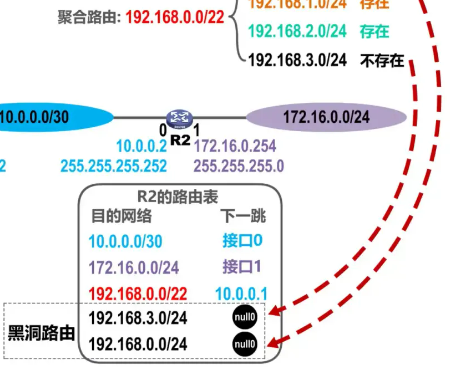 192.168.1.0/24 存在
聚合路由: 192.168.0.0/22
192.168.2.0/24 存在
192.168.3.0/24 不存在
10.0.0.0/30
172.16.0.0/24
0 1
R2
10.0.0.2 172.16.0.254
2 255.255.255.252 255.255.255.0
R2的路由表
目的网络 下一跳
10.0.0.0/30 接口0
172.16.0.0/24 接口1
192.168.0.0/22 10.0.0.1
192.168.3.0/24 null0
黑洞路由
192.168.0.0/24 null0